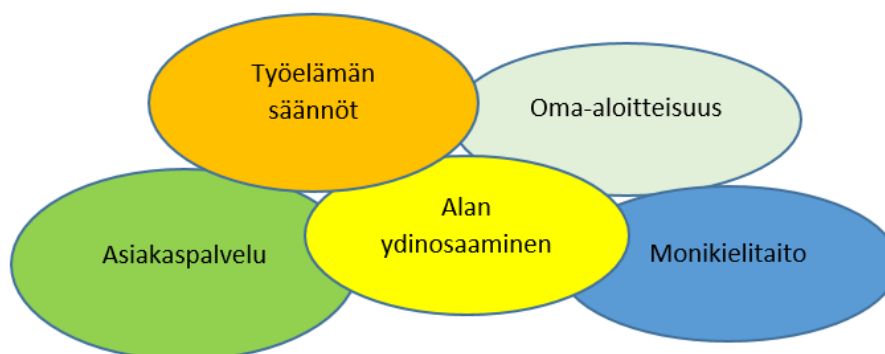 Työelämän
säännöt
Oma-aloitteisuus
Alan
ydinosaaminen
Asiakaspalvelu
Monikielitaito